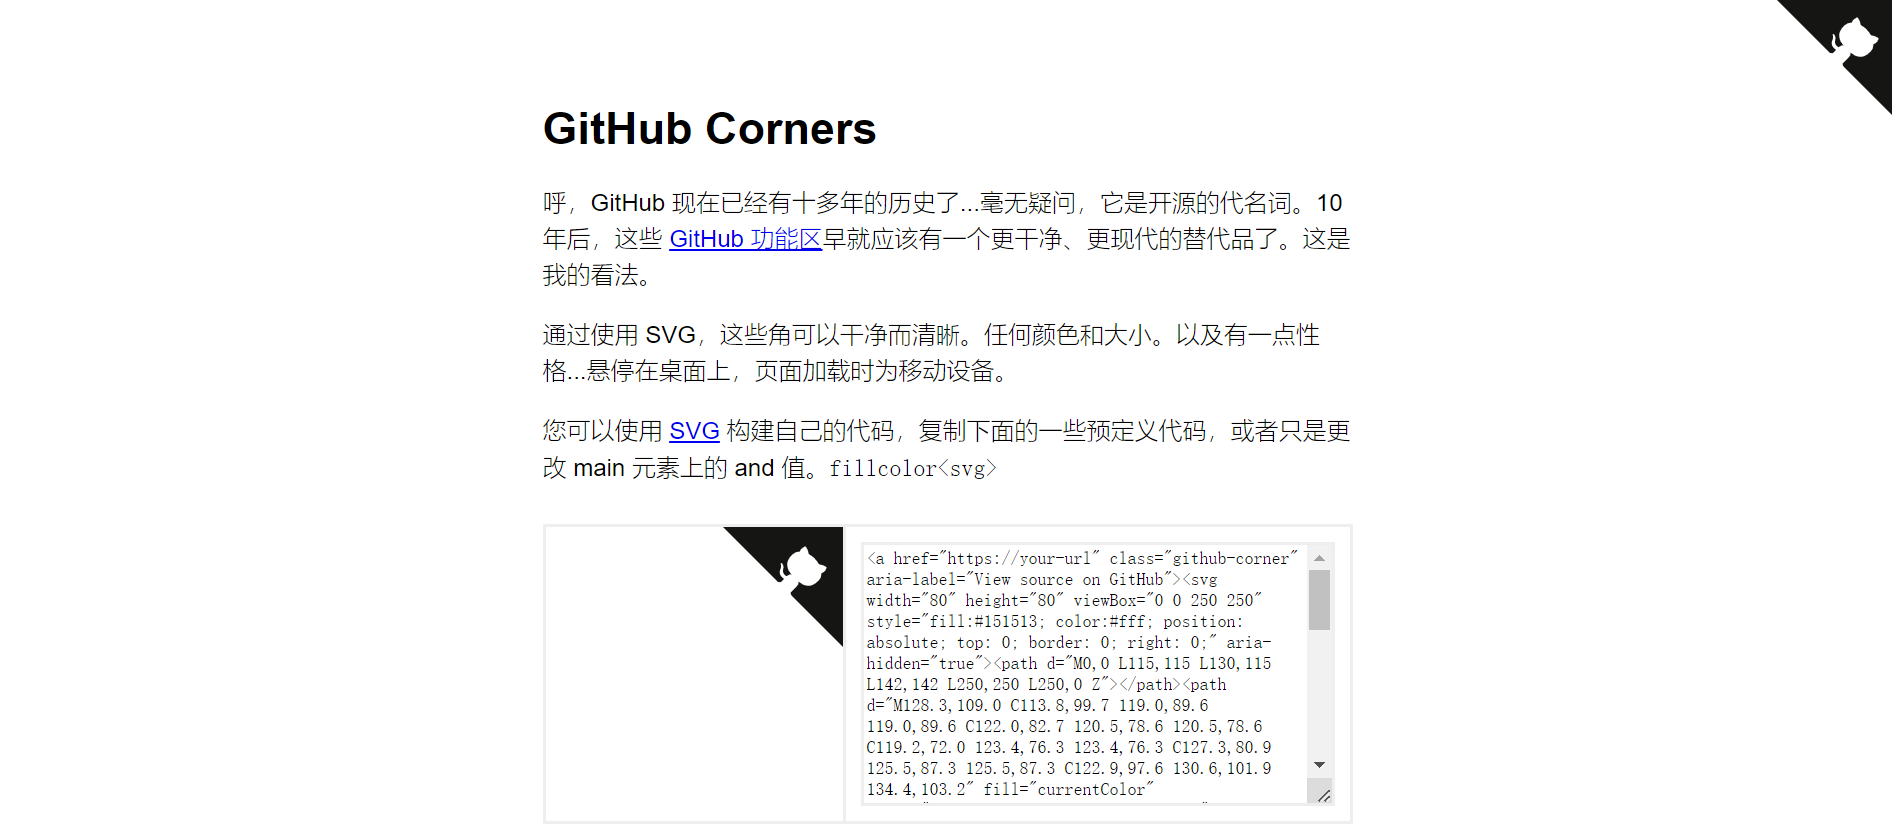 GitHub Corners
呼，GitHub 现在已经有十多年的历史了...毫无疑问，它是开源的代名词。10
年后，这些 GitHub 功能区早就应该有一个更干净、更现代的替代品了。这是
我的看法。
通过使用 SVG，这些角可以干净而清晰。任何颜色和大小。以及有一点性
格...悬停在桌面上，页面加载时为移动设备。
您可以使用 SVG 构建自己的代码，复制下面的一些预定义代码，或者只是更
改 main 元素上的 and 值。fillcolor<svg>
<a href="https://your-url" class="github-corner"
aria-label="View source on GitHub"><svg
width="80" height="80" viewBox="0 0 250 250"
style="fill:#151513; color:#fff; position:
absolute; top: 0; border: 0; right: 0;" aria-
hidden="true"><path d="M0,0 L115,115 L130,115
L142,142 L250,250 L250,0 Z"></path><path
d="M128.3,109.0 C113.8,99.7 119.0,89.6
119.0,89.6 C122.0,82.7 120.5,78.6 120.5,78.6
C119.2,72.0 123.4,76.3 123.4,76.3 C127.3,80.9
125.5,87.3 125.5,87.3 C122.9,97.6 130.6,101.9
134.4,103.2" fill="currentColor"